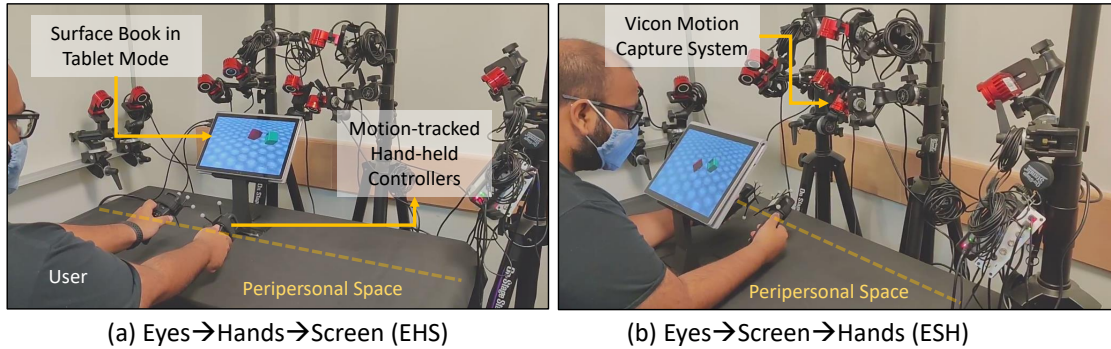 Surface Book in
Tablet Mode
Motion-tracked
Hand-held
Controllers
User
Peripersonal Space
(a) Eyes→Hands→Screen (EHS)
Vicon Motion
Capture System
Peripersonal Space
(b) Eyes→Screen→Hands (ESH)